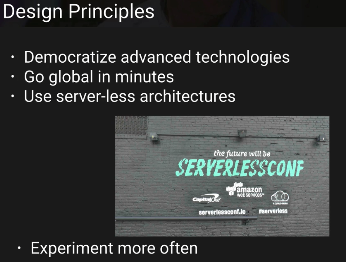 Design Principles
• Democratize advanced technologies
• Go global in minutes
• Use server-less architectures
the future will be
SERVERLESSCONF
Capital One
amazon
web services
serverlessconf.io
#serverless
• Experiment more often